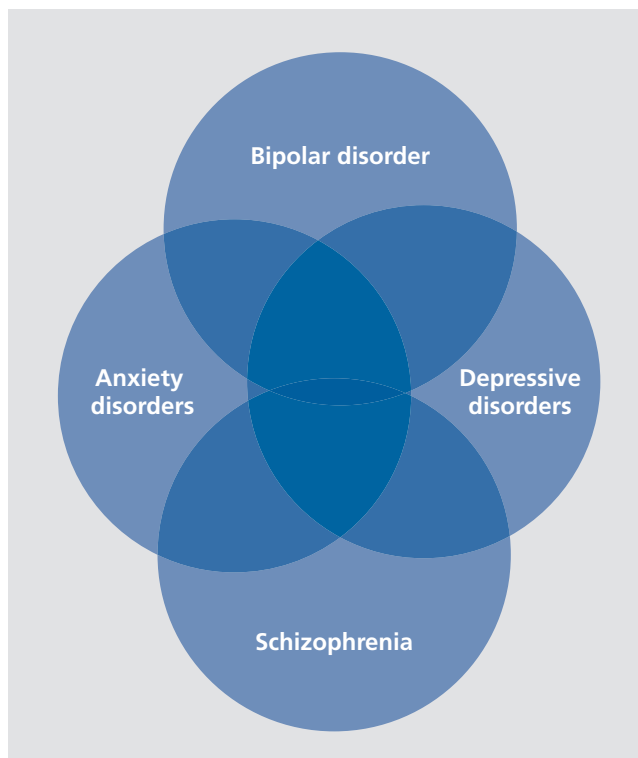 Bipolar disorder
Anxiety
disorders
Depressive
disorders
Schizophrenia